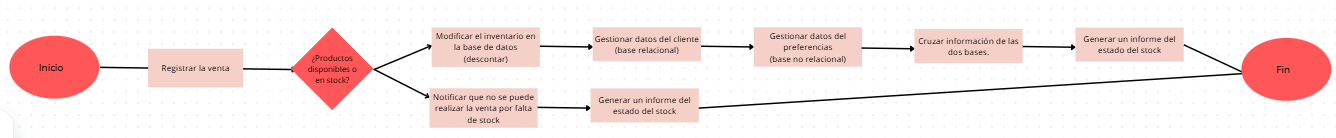 Inicio
Registrar la venta
¿Productos
disponibles o
en stock?
Modificar el inventario en
la base de datos
(descontar)
Gestionar datos del cliente
(base relacional)
Gestionar datos del
preferencias
(base no relacional)
Cruzar información de las
dos bases.
Generar un informe del
estado del stock
Notificar que no se puede
realizar la venta por falta
de stock
Generar un informe del
estado del stock
Fin